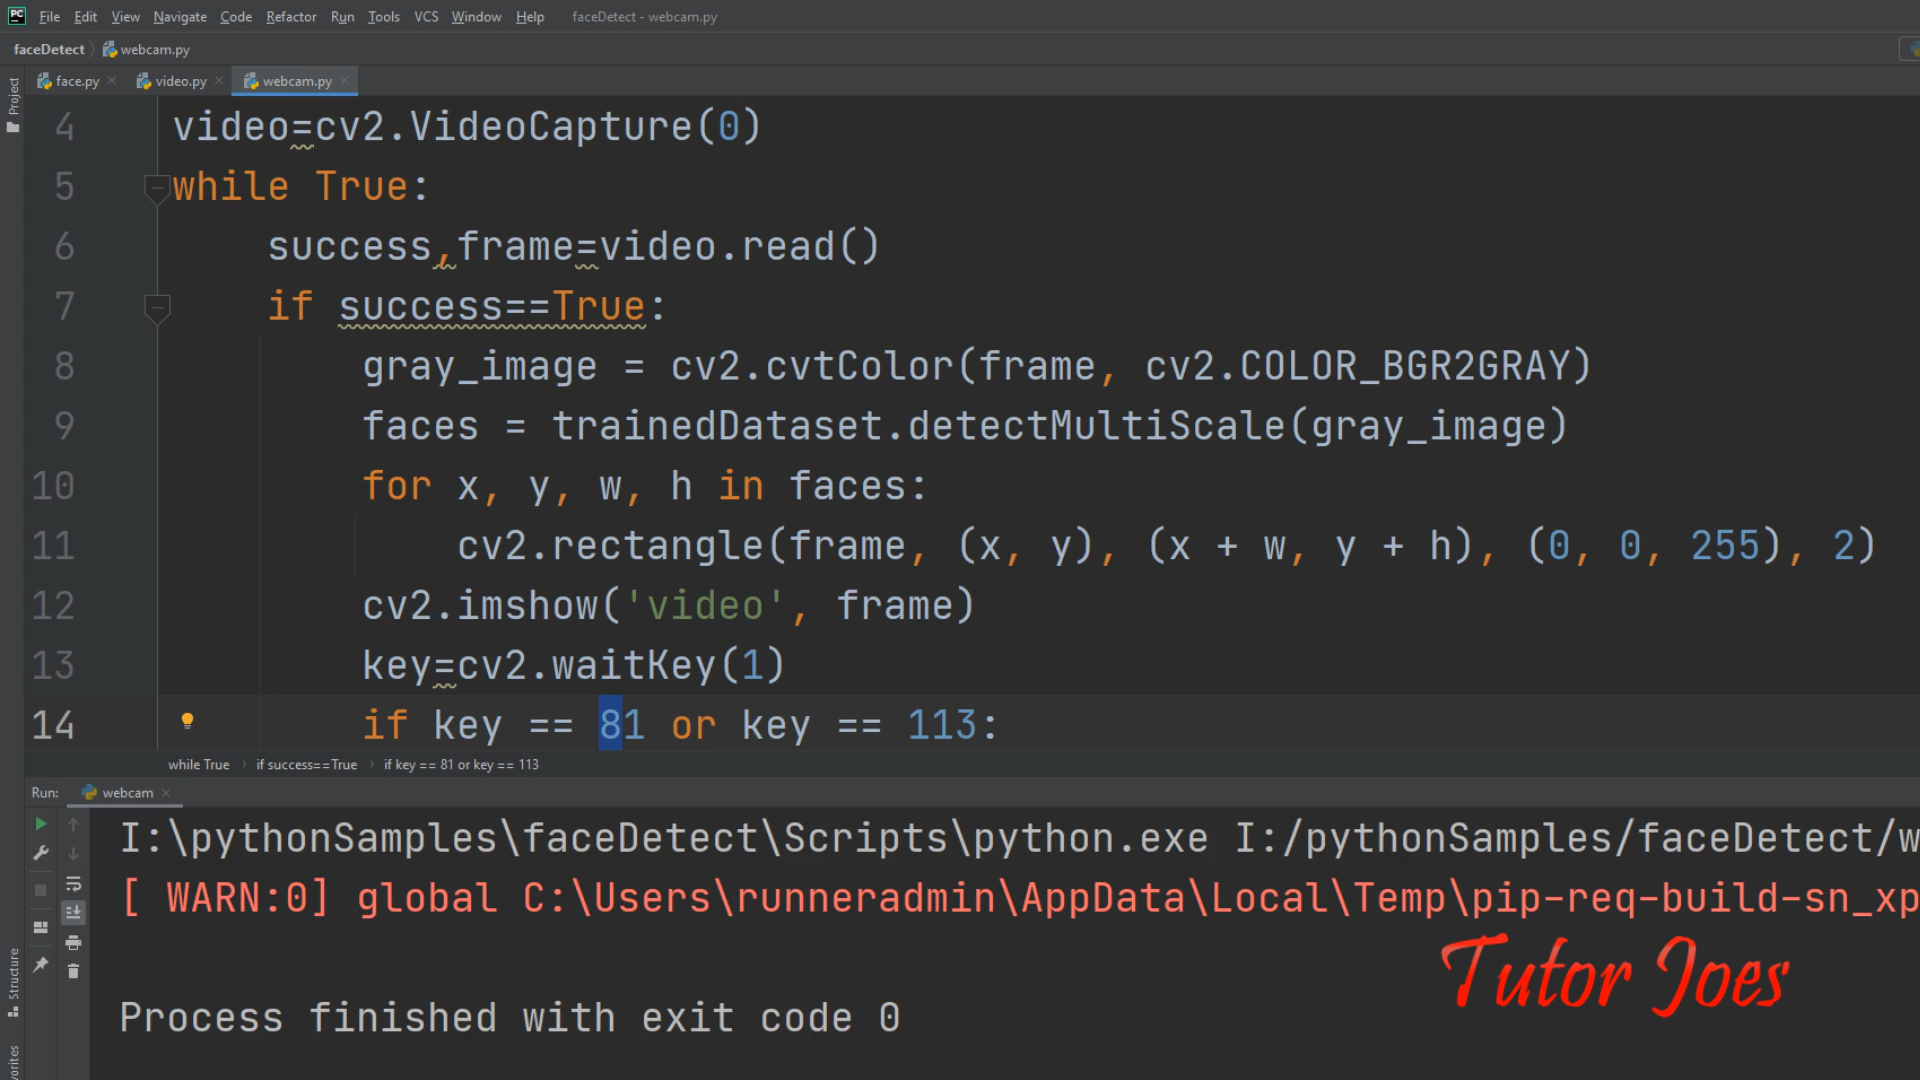 PC File Edit View Navigate Code Refactor Run Tools VCS Window Help faceDetect - webcam.py
faceDetect webcam.py
Project
face.py video.py webcam.py
4 video=cv2.VideoCapture(0)
5 while True:
6 success,frame=video.read()
7 if success==True:
8 gray_image = cv2.cvtColor(frame, cv2.COLOR_BGR2GRAY)
9 faces = trainedDataset.detectMultiScale(gray_image)
10 for x, y, w, h in faces:
11 cv2.rectangle(frame, (x, y), (x + w, y + h), (0, 0, 255), 2)
12 cv2.imshow('video', frame)
13 key=cv2.waitKey(1)
14 if key == 81 or key == 113:
while True if success==True if key == 81 or key == 113
Run: webcam
I:\pythonSamples\faceDetect\Scripts\python.exe I:/pythonSamples/faceDetect/w
[ WARN:0] global C:\Users\runneradmin\AppData\Local\Temp\pip-req-build-sn_xp
Tutor Joes
Structure
Process finished with exit code 0